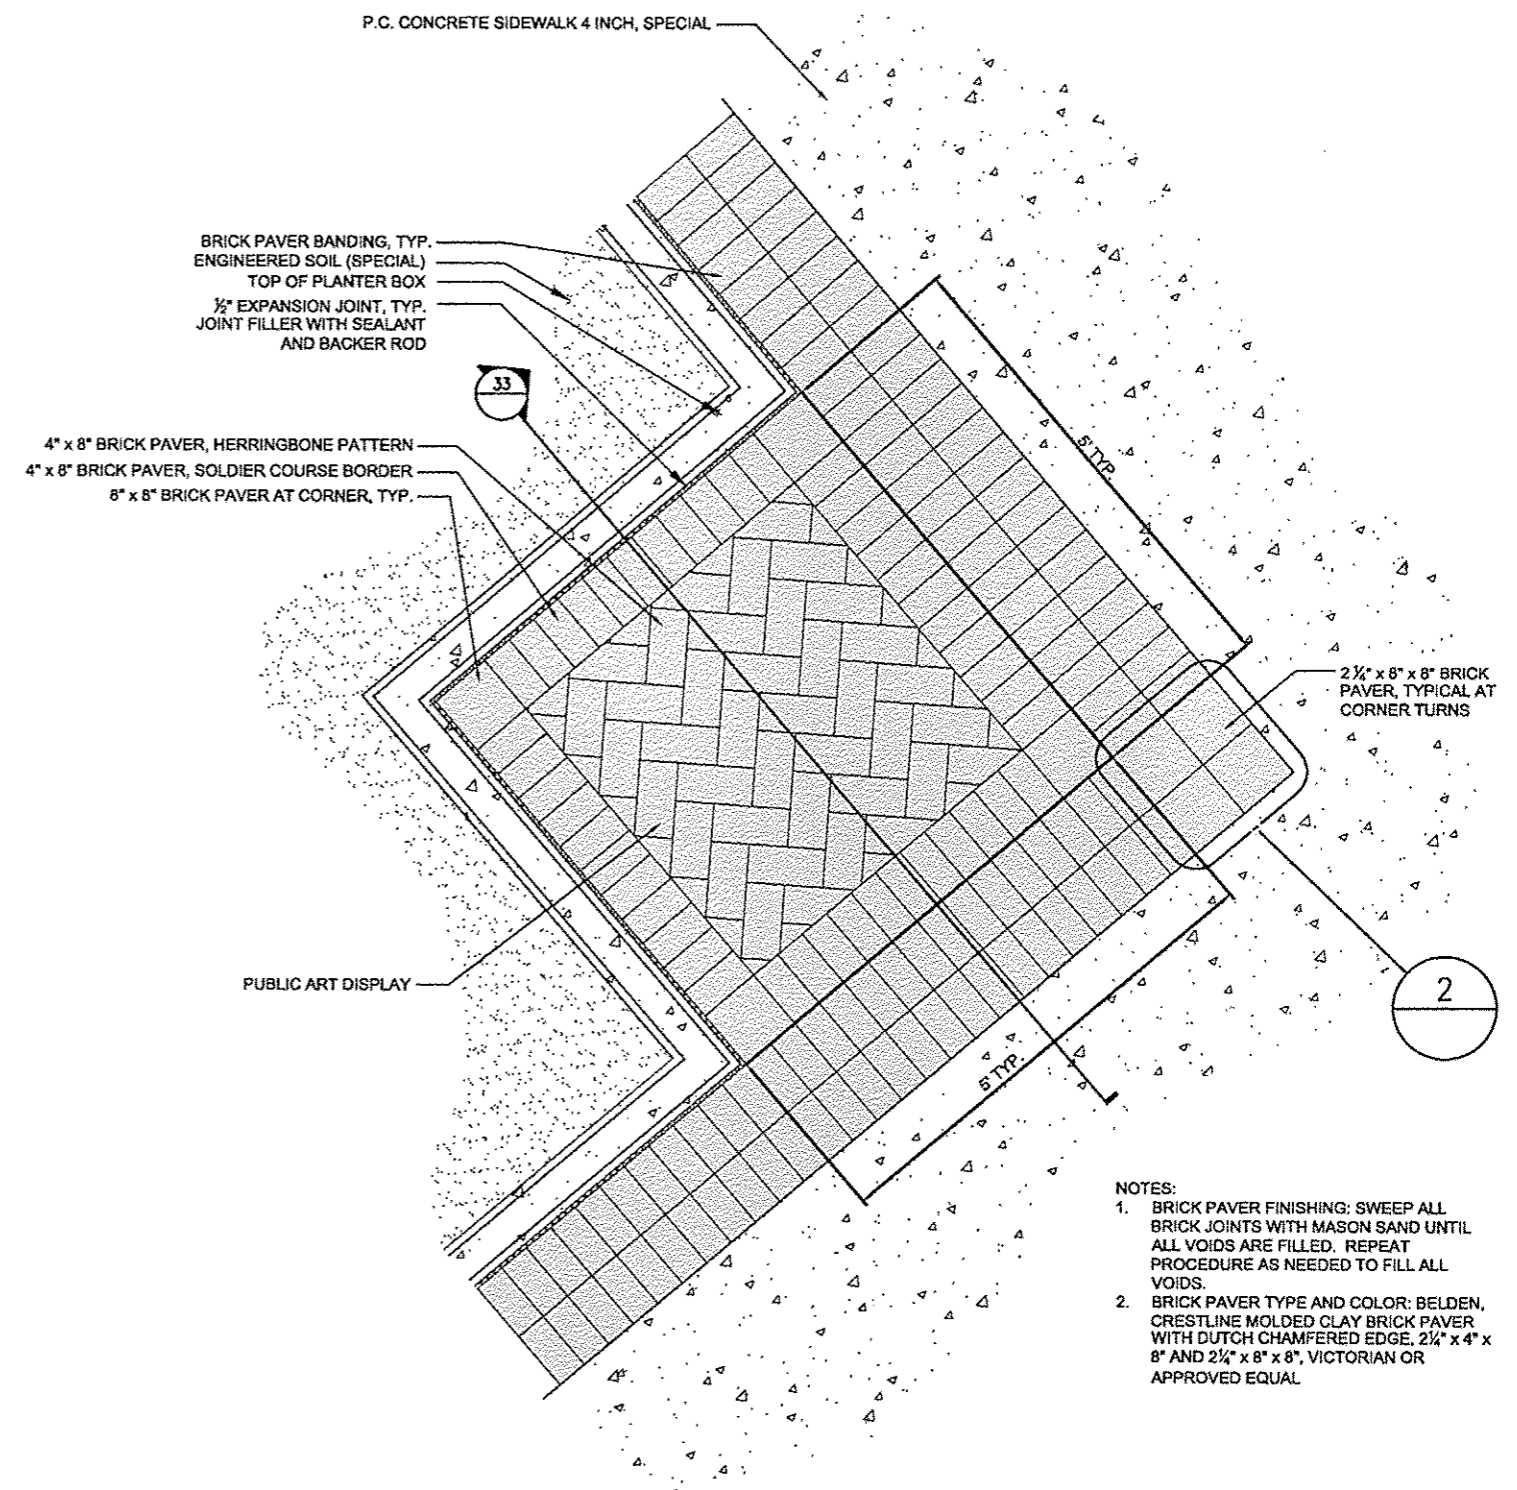 P.C. CONCRETE SIDEWALK 4 INCH, SPECIAL
BRICK PAVER BANDING, TYP.
ENGINEERED SOIL (SPECIAL)
TOP OF PLANTER BOX
½" EXPANSION JOINT, TYP.
JOINT FILLER WITH SEALANT
AND BACKER ROD
33
4" x 8" BRICK PAVER, HERRINGBONE PATTERN
4" x 8" BRICK PAVER, SOLDIER COURSE BORDER
8" x 8" BRICK PAVER AT CORNER, TYP.
5' TYP.
2 ¼" x 8" x 8" BRICK
PAVER, TYPICAL AT
CORNER TURNS
PUBLIC ART DISPLAY
2
5' TYP.
NOTES:
1. BRICK PAVER FINISHING: SWEEP ALL
BRICK JOINTS WITH MASON SAND UNTIL
ALL VOIDS ARE FILLED. REPEAT
PROCEDURE AS NEEDED TO FILL ALL
VOIDS.
2. BRICK PAVER TYPE AND COLOR: BELDEN,
CRESTLINE MOLDED CLAY BRICK PAVER
WITH DUTCH CHAMFERED EDGE, 2¼" x 4" x
8" AND 2¼" x 8" x 8", VICTORIAN OR
APPROVED EQUAL